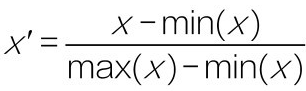 x′ = (x−min(x)) / (max(x)−min(x))